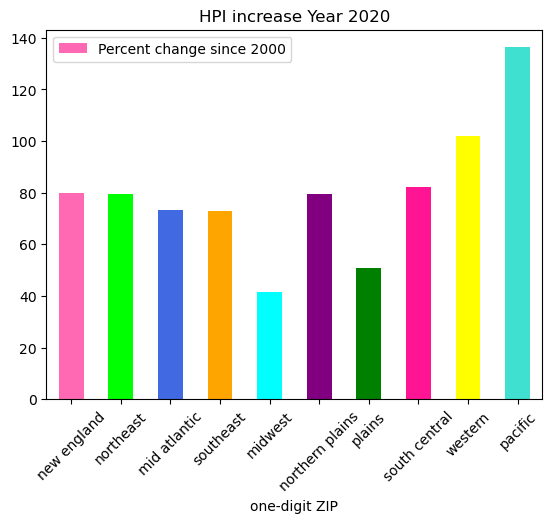 HPI increase Year 2020
Percent change since 2000
140
120
100
80
60
40
20
0
new england
northeast
mid atlantic
southeast
midwest
northern plains
plains
south central
western
pacific
one-digit ZIP